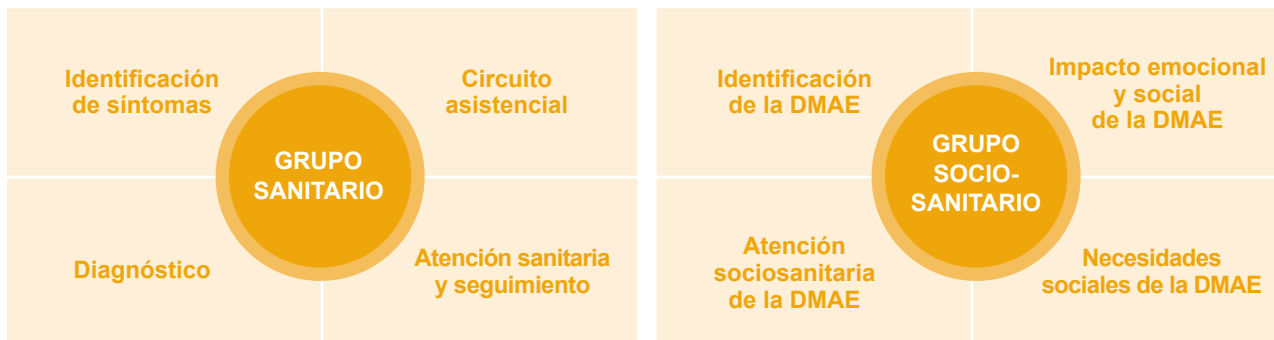 Identificación
de síntomas
Circuito
asistencial
GRUPO
SANITARIO
Diagnóstico
Atención sanitaria
y seguimiento
Identificación
de la DMAE
Impacto emocional
y social
de la DMAE
GRUPO
SOCIO-
SANITARIO
Atención
sociosanitaria
de la DMAE
Necesidades
sociales de la DMAE